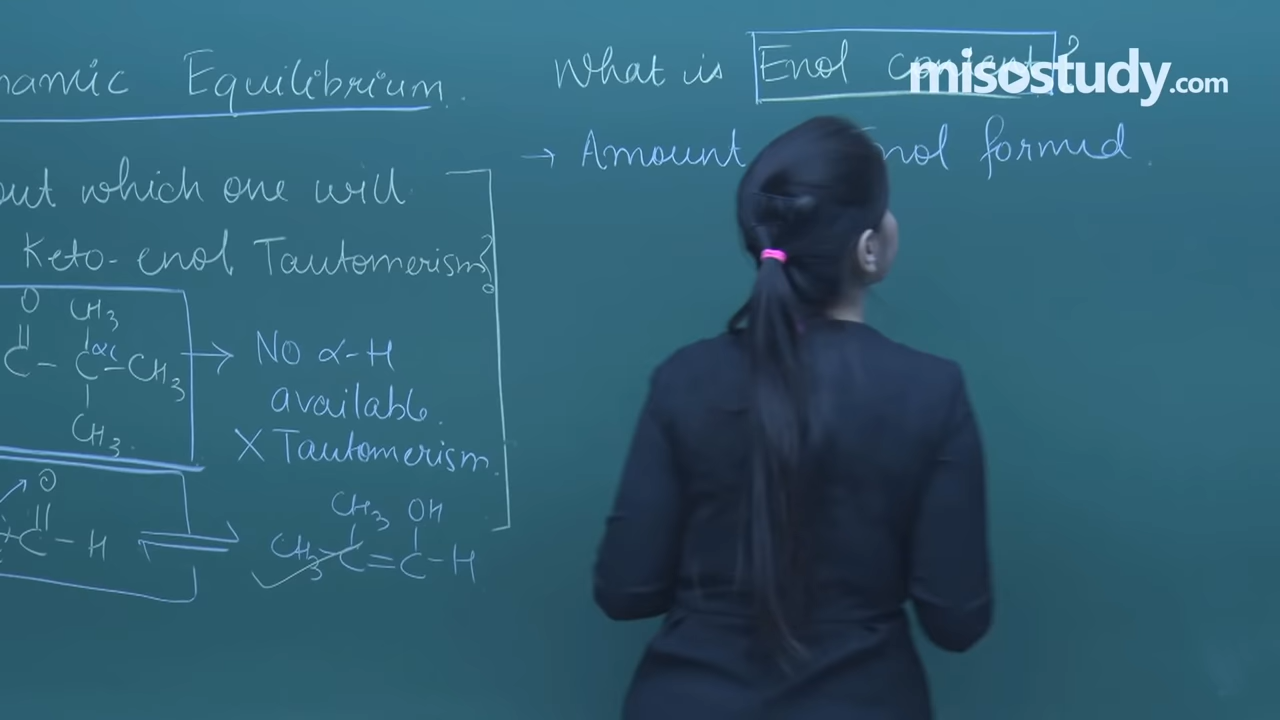 namic Equilibrium.
out which one will
Keto-enol Tautomerism?
O CH3
C - C - CH3
αC
CH3
→ No α-H
available.
X Tautomerism.
O
C - H
CH3 OH
CH3 - C = C - H
What is Enol ?
→ Amount nol formed.
misostudy.com